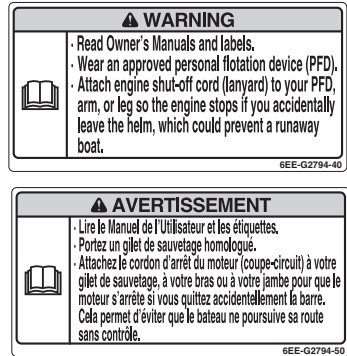 WARNING
· Read Owner's Manuals and labels.
· Wear an approved personal flotation device (PFD).
· Attach engine shut-off cord (lanyard) to your PFD,
arm, or leg so the engine stops if you accidentally
leave the helm, which could prevent a runaway
boat.
6EE-G2794-40
AVERTISSEMENT
· Lire le Manuel de l'Utilisateur et les étiquettes.
· Portez un gilet de sauvetage homologué.
· Attachez le cordon d'arrêt du moteur (coupe-circuit) à votre
gilet de sauvetage, à votre bras ou à votre jambe pour que le
moteur s'arrête si vous quittez accidentellement la barre.
Cela permet d'éviter que le bateau ne poursuive sa route
sans contrôle.
6EE-G2794-50